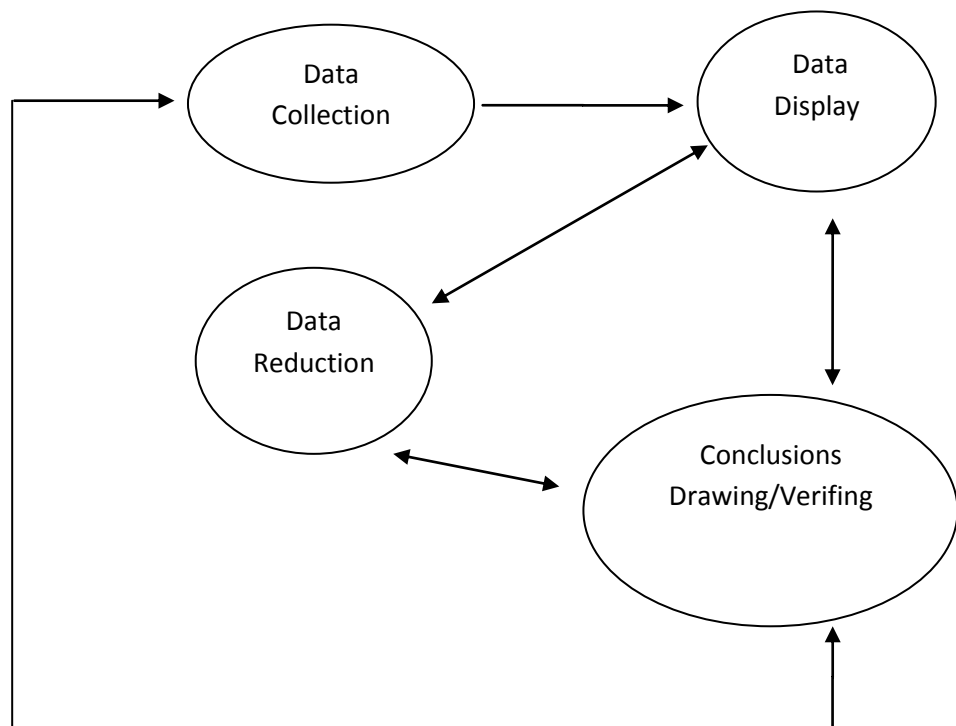 Data
Collection
Data
Display
Data
Reduction
Conclusions
Drawing/Verifing